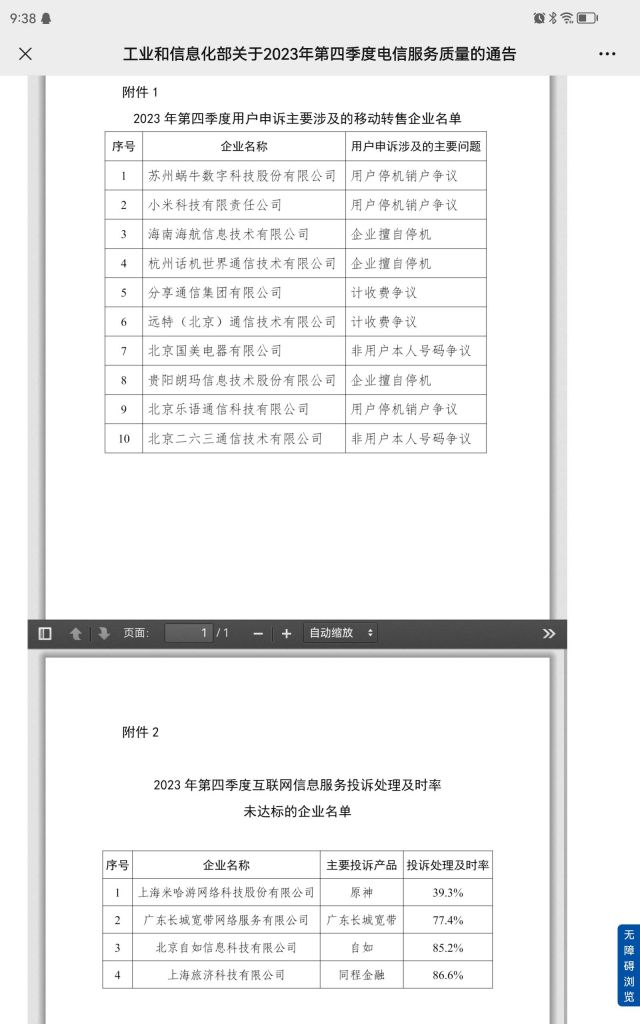 9:38
工业和信息化部关于2023年第四季度电信服务质量的通告
附件 1
2023 年第四季度用户申诉主要涉及的移动转售企业名单
序号 企业名称 用户申诉涉及的主要问题
1 苏州蜗牛数字科技股份有限公司 用户停机销户争议
2 小米科技有限责任公司 用户停机销户争议
3 海南海航信息技术有限公司 企业擅自停机
4 杭州话机世界通信技术有限公司 企业擅自停机
5 分享通信集团有限公司 计收费争议
6 远特（北京）通信技术有限公司 计收费争议
7 北京国美电器有限公司 非用户本人号码争议
8 贵阳朗玛信息技术股份有限公司 企业擅自停机
9 北京乐语通信科技有限公司 用户停机销户争议
10 北京二六三通信技术有限公司 非用户本人号码争议
页面: 1 / 1 自动缩放
附件 2
2023 年第四季度互联网信息服务投诉处理及时率
未达标的企业名单
序号 企业名称 主要投诉产品 投诉处理及时率
1 上海米哈游网络科技股份有限公司 原神 39.3%
2 广东长城宽带网络服务有限公司 广东长城宽带 77.4%
3 北京自如信息科技有限公司 自如 85.2%
4 上海旅济科技有限公司 同程金融 86.6%
无障碍浏览